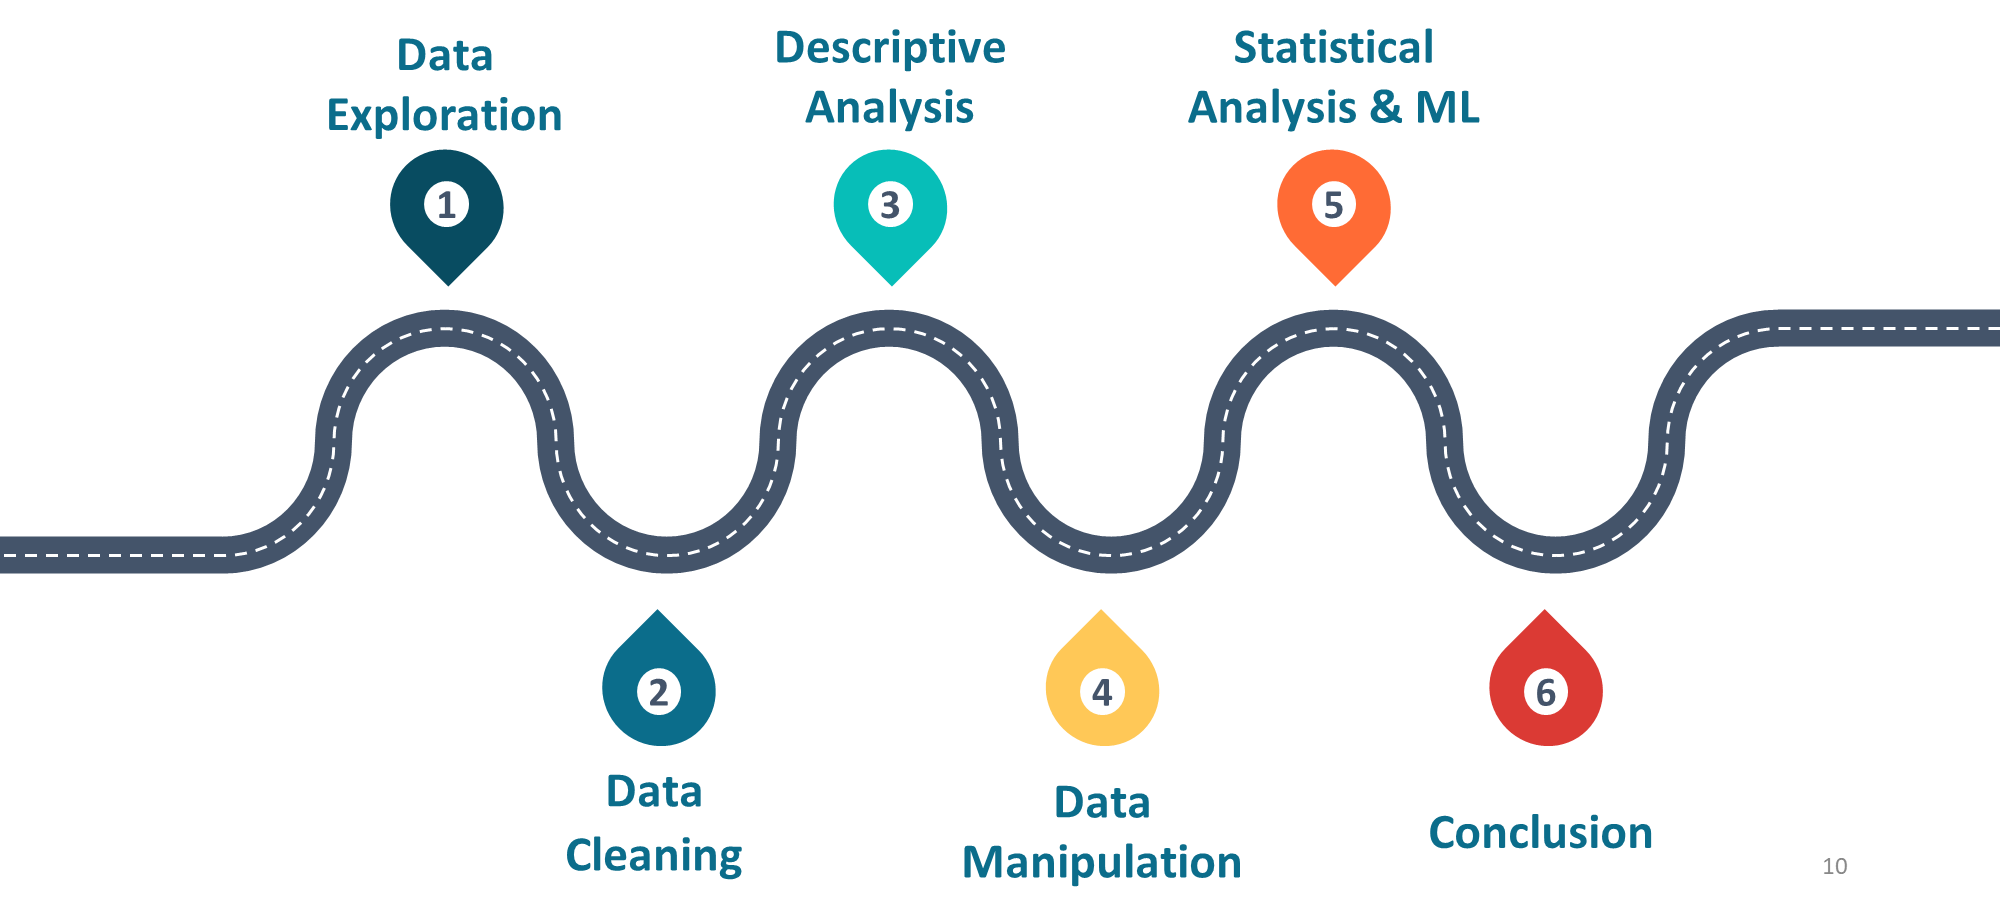 Data
Exploration
1
2
Data
Cleaning
Descriptive
Analysis
3
4
Data
Manipulation
Statistical
Analysis & ML
5
6
Conclusion
10